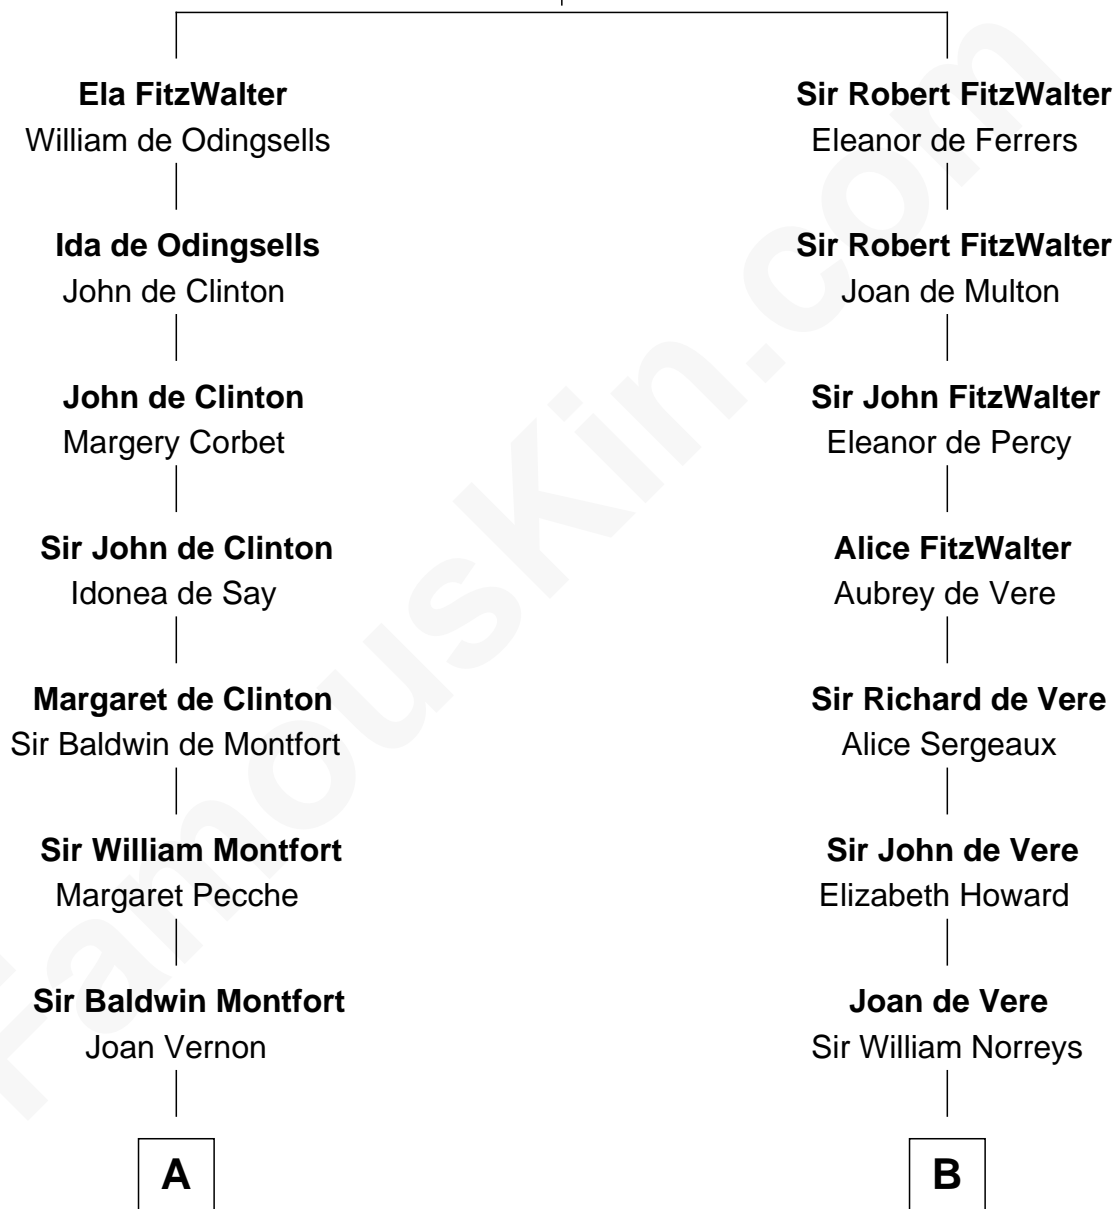 Ela FitzWalter
William de Odingsells
Ida de Odingsells
John de Clinton
John de Clinton
Margery Corbet
Sir John de Clinton
Idonea de Say
Margaret de Clinton
Sir Baldwin de Montfort
Sir William Montfort
Margaret Pecche
Sir Baldwin Montfort
Joan Vernon
A
Sir Robert FitzWalter
Eleanor de Ferrers
Sir Robert FitzWalter
Joan de Multon
Sir John FitzWalter
Eleanor de Percy
Alice FitzWalter
Aubrey de Vere
Sir Richard de Vere
Alice Sergeaux
Sir John de Vere
Elizabeth Howard
Joan de Vere
Sir William Norreys
B
FamousKin.com